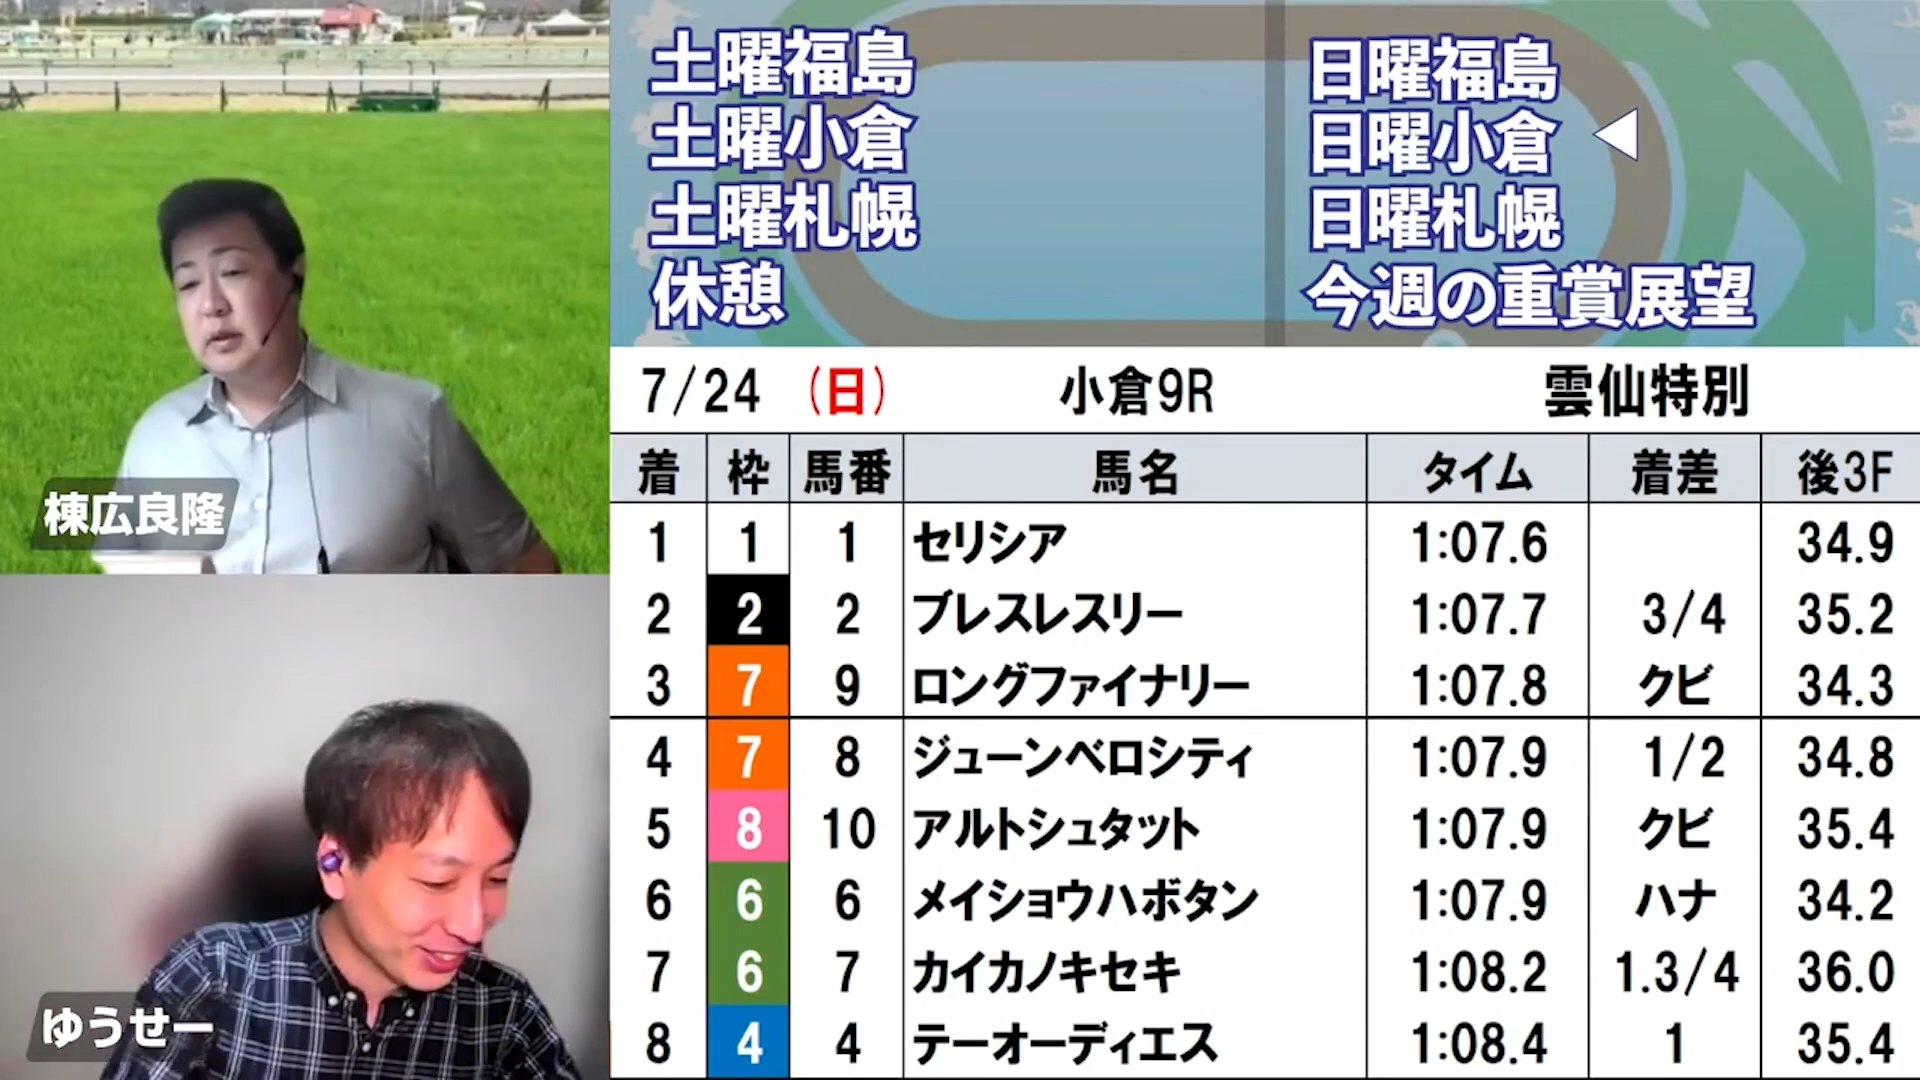 土曜福島
土曜小倉
土曜札幌
休憩
日曜福島
日曜小倉
日曜札幌
今週の重賞展望
7/24 (日) 小倉9R 雲仙特別
着 枠 馬番 馬名 タイム 着差 後3F
1 1 1 セリシア 1:07.6 34.9
2 2 2 ブレスレスリー 1:07.7 3/4 35.2
3 7 9 ロングファイナリー 1:07.8 クビ 34.3
4 7 8 ジューンベロシティ 1:07.9 1/2 34.8
5 8 10 アルトシュタット 1:07.9 クビ 35.4
6 6 6 メイショウハボタン 1:07.9 ハナ 34.2
7 6 7 カイカノキセキ 1:08.2 1.3/4 36.0
8 4 4 テーオーディエス 1:08.4 1 35.4
棟広良隆
ゆうせー